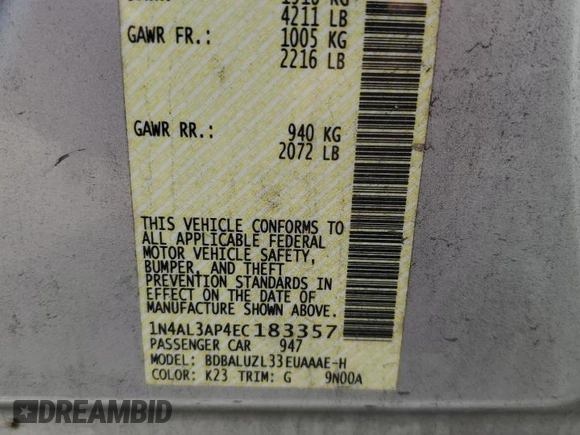 4211 LB
GAWR FR.: 1005 KG
2216 LB
GAWR RR.: 940 KG
2072 LB
THIS VEHICLE CONFORMS TO
ALL APPLICABLE FEDERAL
MOTOR VEHICLE SAFETY,
BUMPER, AND THEFT
PREVENTION STANDARDS
IN EFFECT ON THE DATE OF
MANUFACTURE SHOWN ABOVE.
1N4AL3AP4EC183357
PASSENGER CAR 947
MODEL: BDBALUZL33EUAAAE-H
COLOR: K23 TRIM: G 9N00A
DREAMBID